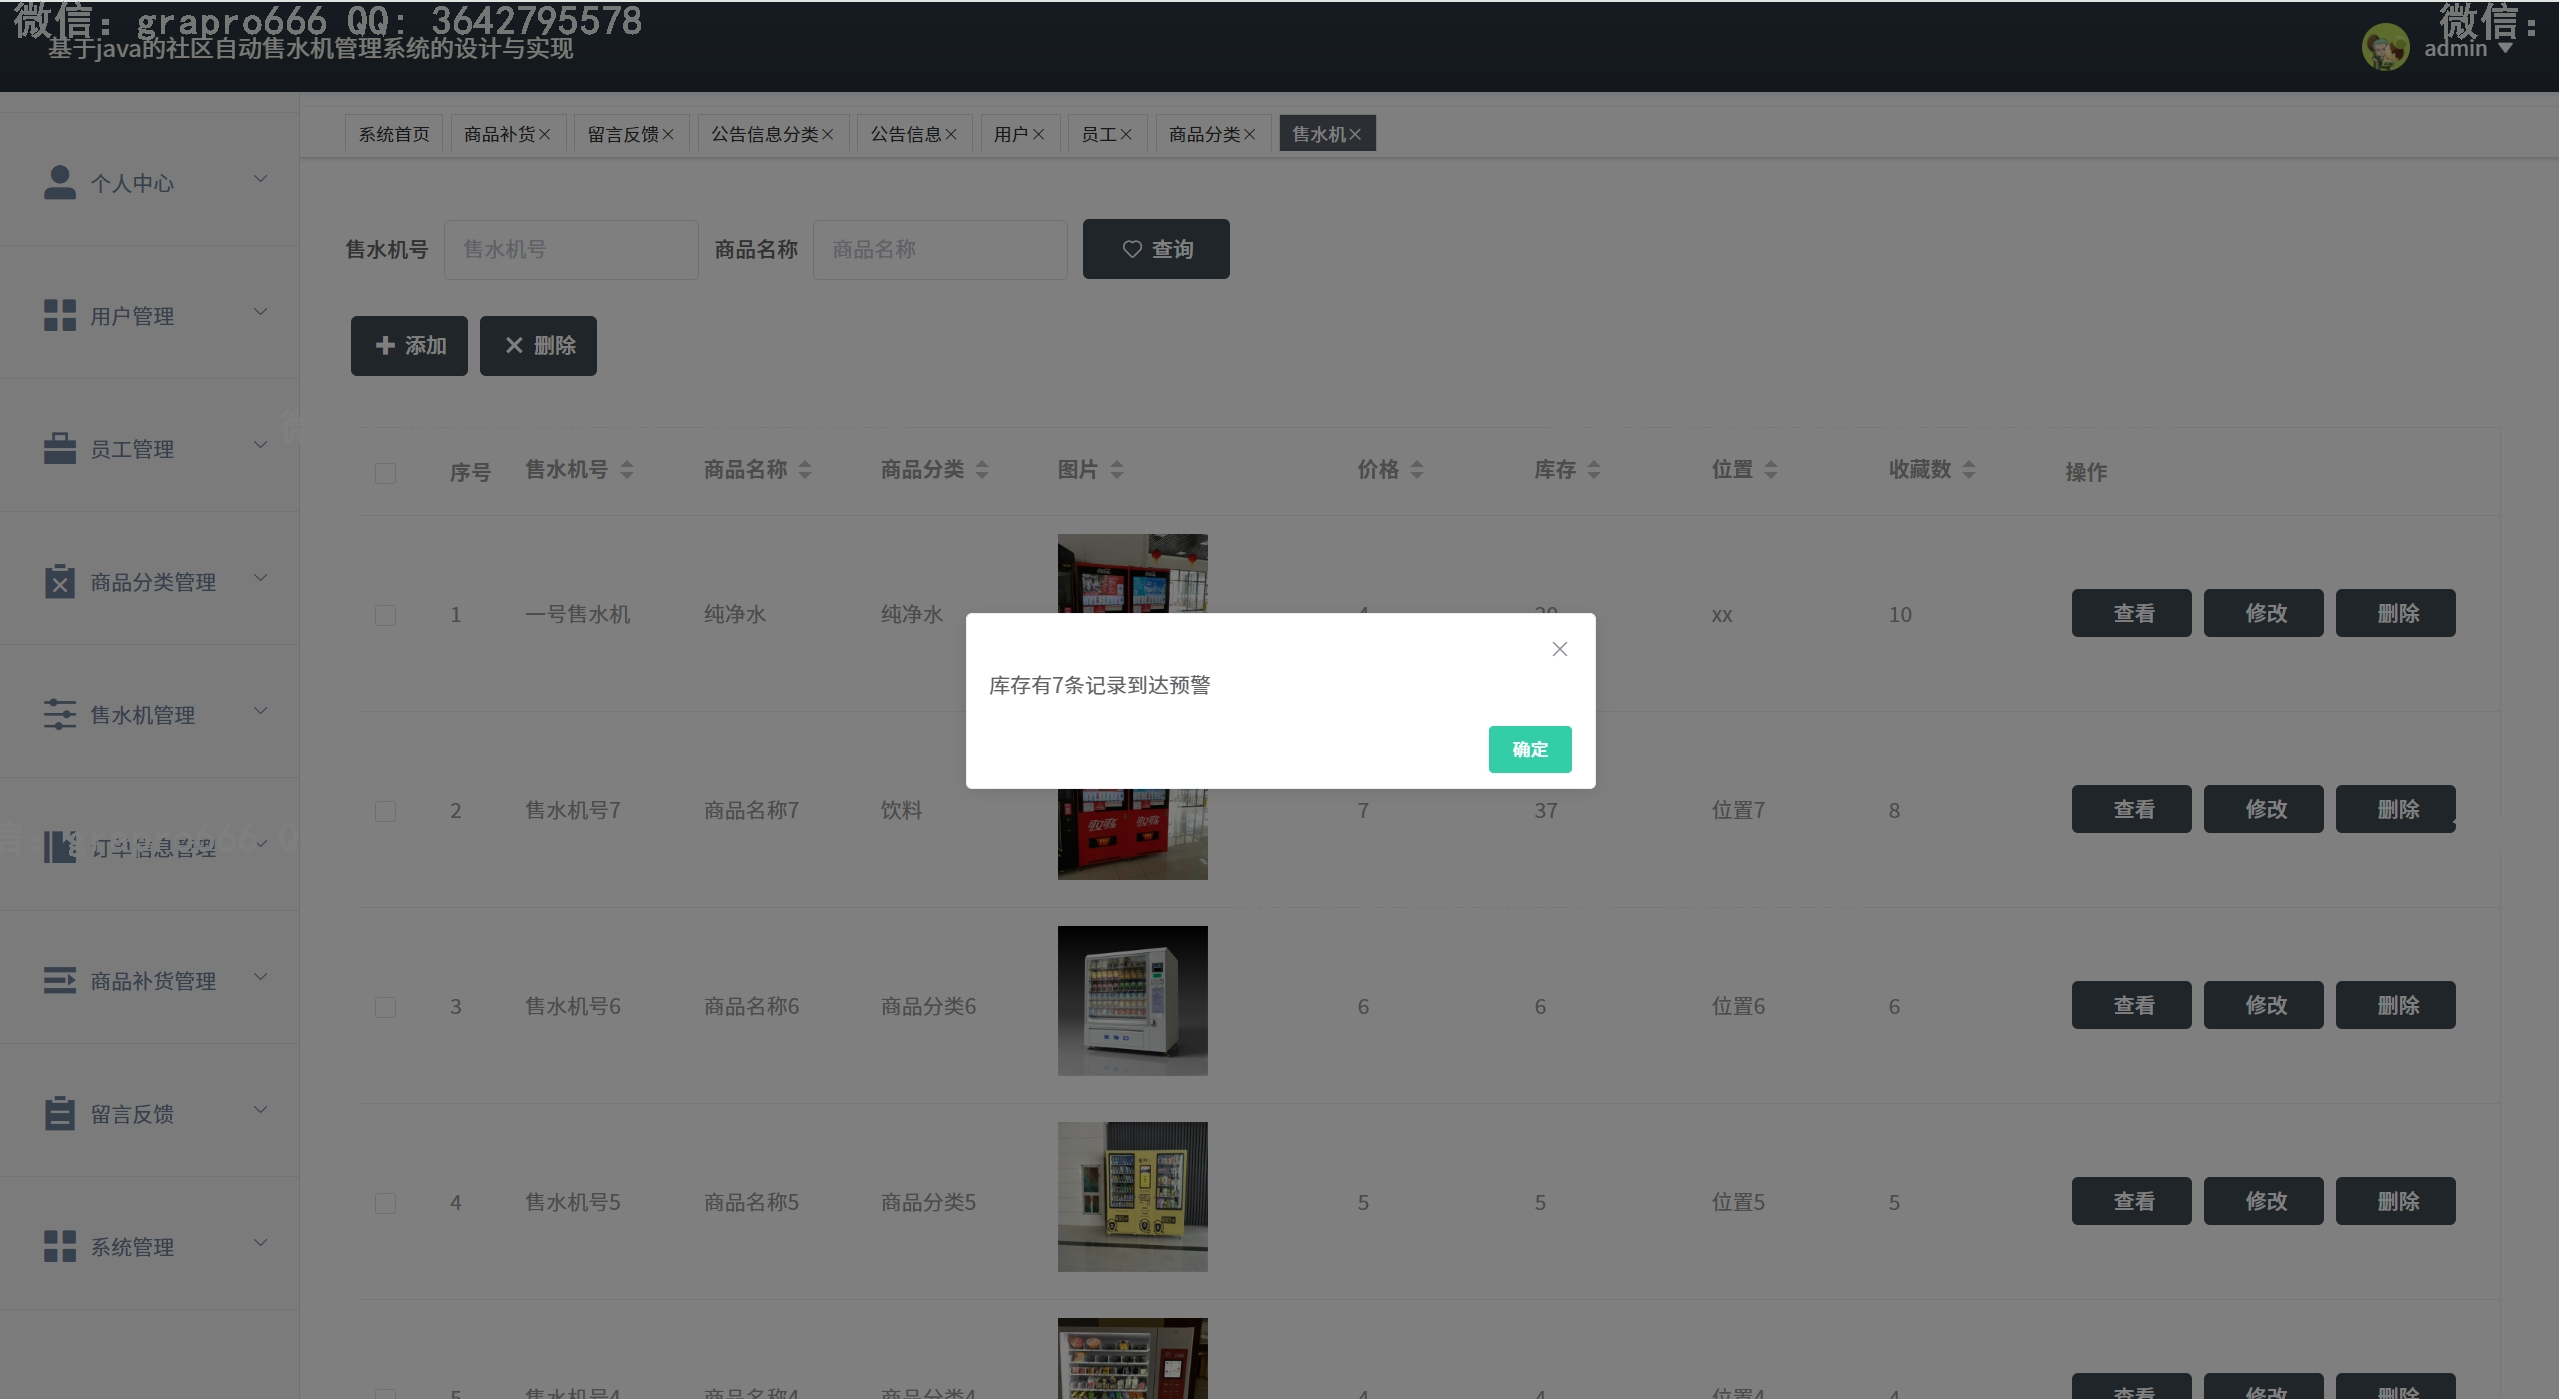 微信：grapro666 QQ: 3642795578
微信：
基于java的社区自动售水机管理系统的设计与实现
admin
系统首页 商品补货 留言反馈 公告信息分类 公告信息 用户 员工 商品分类 售水机
个人中心
用户管理
员工管理
商品分类管理
售水机管理
订单信息管理
商品补货管理
留言反馈
系统管理
售水机号 售水机号 商品名称 商品名称 查询
添加 删除
序号 售水机号 商品名称 商品分类 图片 价格 库存 位置 收藏数 操作
1 一号售水机 纯净水 纯净水 xx 10 查看 修改 删除
库存有7条记录到达预警
确定
2 售水机号7 商品名称7 饮料 7 37 位置7 8 查看 修改 删除
信：grapro666 Q
3 售水机号6 商品名称6 商品分类6 6 6 位置6 6 查看 修改 删除
4 售水机号5 商品名称5 商品分类5 5 5 位置5 5 查看 修改 删除
5 售水机号4 商品名称4 商品分类4 4 4 位置4 4 查看 修改 删除